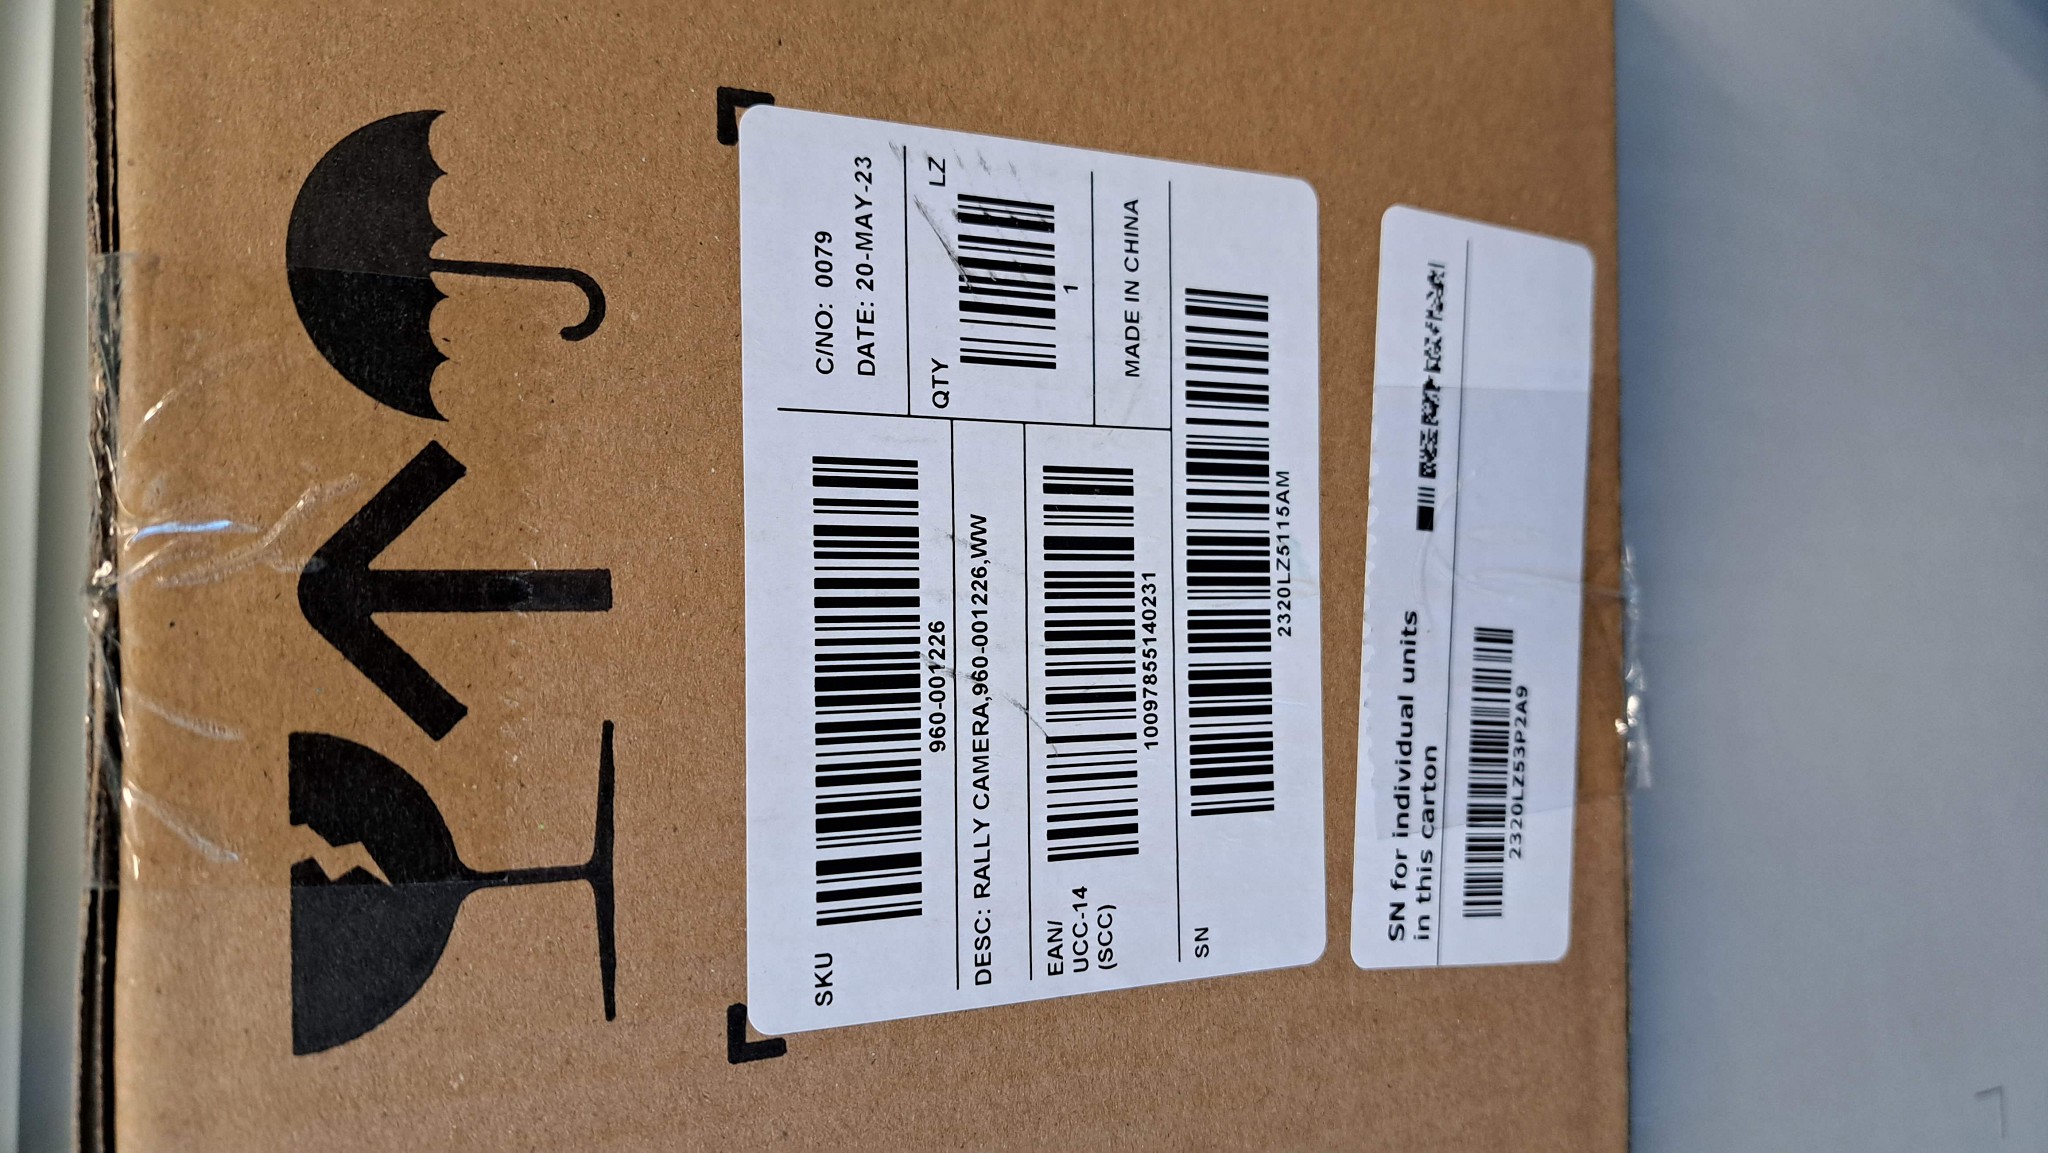 C/NO: 0079
DATE: 20-MAY-23
SKU
960-001226
QTY
LZ
1
DESC: RALLY CAMERA,960-001226,WW
EAN/
UCC-14
(SCC)
10097855140231
MADE IN CHINA
SN
2320LZ5115AM
SN for individual units
in this carton
2320LZ53P2A9